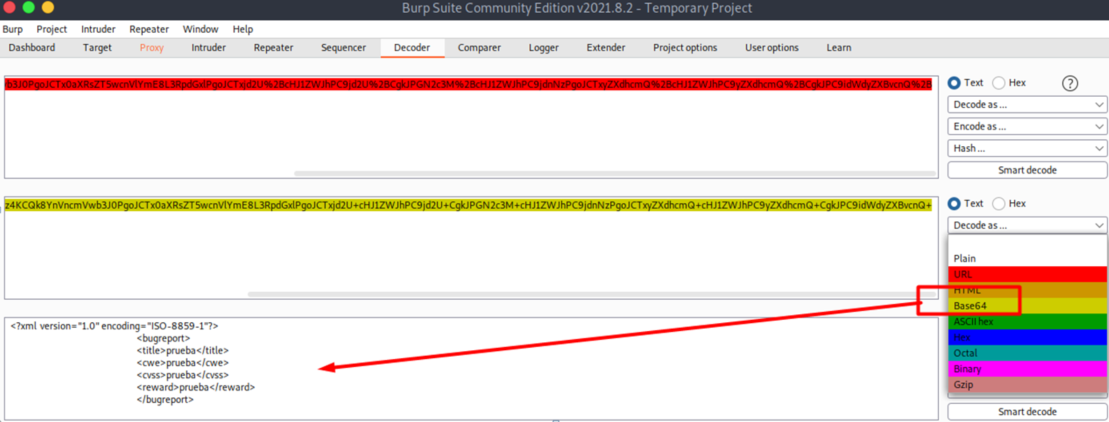 Burp Suite Community Edition v2021.8.2 - Temporary Project
Burp Project Intruder Repeater Window Help
Dashboard Target Proxy Intruder Repeater Sequencer Decoder Comparer Logger Extender Project options User options Learn
b3J0PgoJCTx0aXRsZT5wcnVlYmE8L3RpdGxlPgoJCTxjd2U%2BcHJ1ZWJhPC9jd2U%2BCgkJPGN2c3M%2BcHJ1ZWJhPC9jdnNzPgoJCTxyZXdhcmQ%2BcHJ1ZWJhPC9yZXdhcmQ%2BCgkJPC9idWdyZXBvcnQ%2B
Text Hex ?
Decode as ...
Encode as ...
Hash ...
Smart decode
z4KCQk8YnVncmVwb3J0PgoJCTx0aXRsZT5wcnVlYmE8L3RpdGxlPgoJCTxjd2U+cHJ1ZWJhPC9jd2U+CgkJPGN2c3M+cHJ1ZWJhPC9jdnNzPgoJCTxyZXdhcmQ+cHJ1ZWJhPC9yZXdhcmQ+CgkJPC9idWdyZXBvcnQ+
Text Hex
Decode as ...
Plain
URL
HTML
Base64
ASCII hex
Hex
Octal
Binary
Gzip
<?xml version="1.0" encoding="ISO-8859-1"?>
<bugreport>
<title>prueba</title>
<cwe>prueba</cwe>
<cvss>prueba</cvss>
<reward>prueba</reward>
</bugreport>
Smart decode